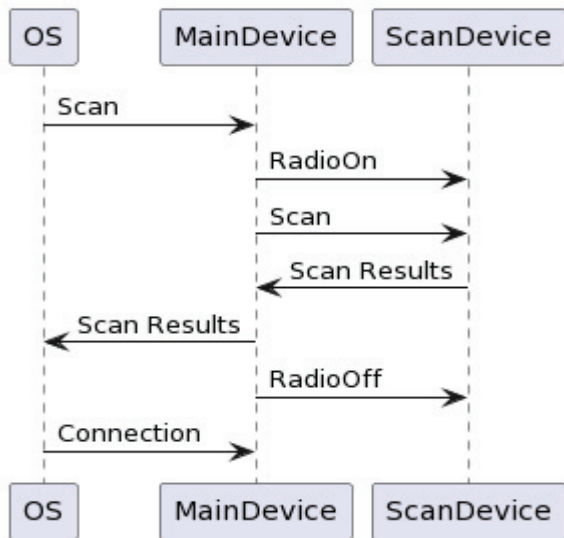 OS MainDevice ScanDevice
Scan
RadioOn
Scan
Scan Results
Scan Results
RadioOff
Connection
OS MainDevice ScanDevice